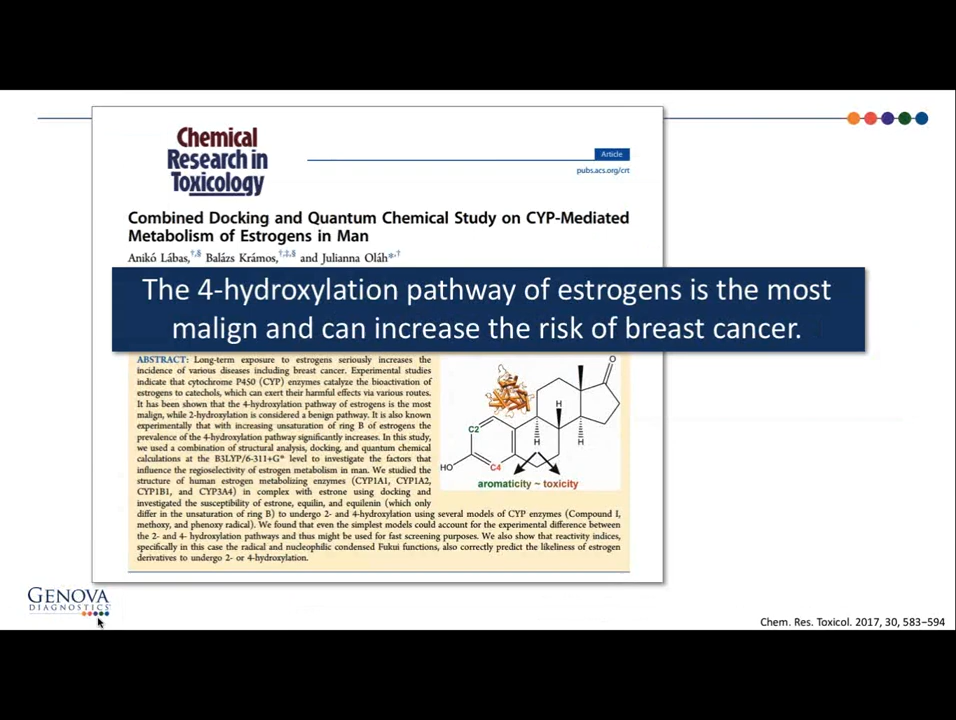 Chemical
Research in
Toxicology
Article
pubs.acs.org/crt
Combined Docking and Quantum Chemical Study on CYP-Mediated
Metabolism of Estrogens in Man
Anikó Lábas,†,§ Balázs Krámos,†,‡,§ and Julianna Oláh*,†
The 4-hydroxylation pathway of estrogens is the most
malign and can increase the risk of breast cancer.
ABSTRACT: Long-term exposure to estrogens seriously increases the
incidence of various diseases including breast cancer. Experimental studies
indicate that cytochrome P450 (CYP) enzymes catalyze the bioactivation of
estrogens to catechols, which can exert their harmful effects via various routes.
It has been shown that the 4-hydroxylation pathway of estrogens is the most
malign, while 2-hydroxylation is considered a benign pathway. It is also known
experimentally that with increasing unsaturation of ring B of estrogens the
prevalence of the 4-hydroxylation pathway significantly increases. In this study,
we used a combination of structural analysis, docking, and quantum chemical
calculations at the B3LYP/6-311+G* level to investigate the factors that
influence the regioselectivity of estrogen metabolism in man. We studied the
structure of human estrogen metabolizing enzymes (CYP1A1, CYP1A2,
CYP1B1, and CYP3A4) in complex with estrone using docking and
investigated the susceptibility of estrone, equilin, and equilenin (which only
differ in the unsaturation of ring B) to undergo 2- and 4-hydroxylation using several models of CYP enzymes (Compound I,
methoxy, and phenoxy radical). We found that even the simplest models could account for the experimental difference between
the 2- and 4- hydroxylation pathways and thus might be used for fast screening purposes. We also show that reactivity indices,
specifically in this case the radical and nucleophilic condensed Fukui functions, also correctly predict the likeliness of estrogen
derivatives to undergo 2- or 4-hydroxylation.
O
H
C2
H
H
HO
C4
aromaticity ~ toxicity
GENOVA
DIAGNOSTICS
Chem. Res. Toxicol. 2017, 30, 583−594